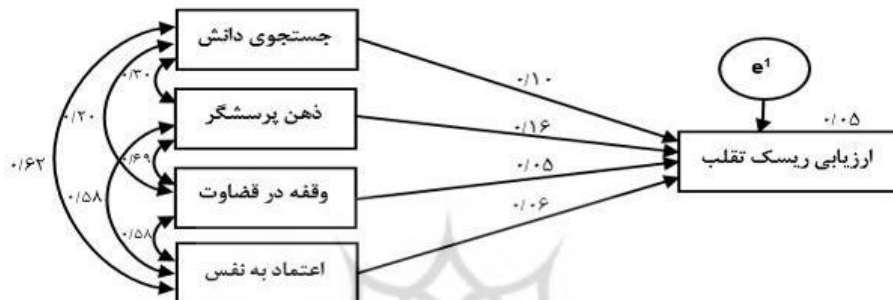 جستجوی دانش
ذهن پرسشگر
وقفه در قضاوت
اعتماد به نفس
ارزیابی ریسک تقلب
e¹
۰/۰۵
۰/۱۰
۰/۱۶
۰/۰۵
۰/۰۶
۰/۳۰
۰/۲۰
۰/۶۹
۰/۶۲
۰/۵۸
۰/۵۸